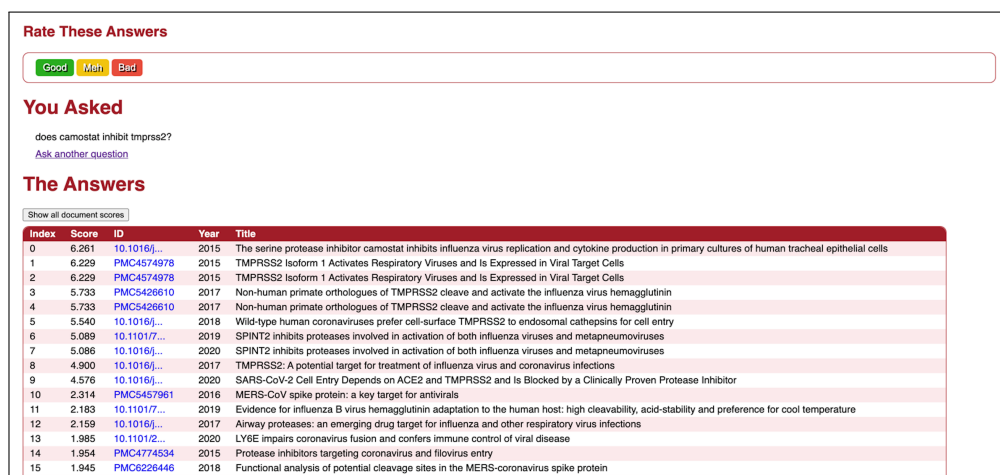 Rate These Answers
Good Meh Bad
You Asked
does camostat inhibit tmprss2?
Ask another question
The Answers
Show all document scores
Index Score ID Year Title
0 6.261 10.1016/j... 2015 The serine protease inhibitor camostat inhibits influenza virus replication and cytokine production in primary cultures of human tracheal epithelial cells
1 6.229 PMC4574978 2015 TMPRSS2 Isoform 1 Activates Respiratory Viruses and Is Expressed in Viral Target Cells
2 6.229 PMC4574978 2015 TMPRSS2 Isoform 1 Activates Respiratory Viruses and Is Expressed in Viral Target Cells
3 5.733 PMC5426610 2017 Non-human primate orthologues of TMPRSS2 cleave and activate the influenza virus hemagglutinin
4 5.733 PMC5426610 2017 Non-human primate orthologues of TMPRSS2 cleave and activate the influenza virus hemagglutinin
5 5.540 10.1016/j... 2018 Wild-type human coronaviruses prefer cell-surface TMPRSS2 to endosomal cathepsins for cell entry
6 5.089 10.1101/7... 2019 SPINT2 inhibits proteases involved in activation of both influenza viruses and metapneumoviruses
7 5.086 10.1016/j... 2020 SPINT2 inhibits proteases involved in activation of both influenza viruses and metapneumoviruses
8 4.900 10.1016/j... 2017 TMPRSS2: A potential target for treatment of influenza virus and coronavirus infections
9 4.576 10.1016/j... 2020 SARS-CoV-2 Cell Entry Depends on ACE2 and TMPRSS2 and Is Blocked by a Clinically Proven Protease Inhibitor
10 2.314 PMC5457961 2016 MERS-CoV spike protein: a key target for antivirals
11 2.183 10.1101/7... 2019 Evidence for influenza B virus hemagglutinin adaptation to the human host: high cleavability, acid-stability and preference for cool temperature
12 2.159 10.1016/j... 2017 Airway proteases: an emerging drug target for influenza and other respiratory virus infections
13 1.985 10.1101/2... 2020 LY6E impairs coronavirus fusion and confers immune control of viral disease
14 1.954 PMC4774534 2015 Protease inhibitors targeting coronavirus and filovirus entry
15 1.945 PMC6226446 2018 Functional analysis of potential cleavage sites in the MERS-coronavirus spike protein